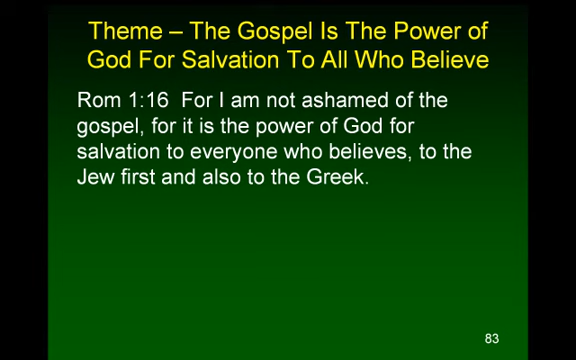 Theme – The Gospel Is The Power of
God For Salvation To All Who Believe
Rom 1:16  For I am not ashamed of the
gospel, for it is the power of God for
salvation to everyone who believes, to the
Jew first and also to the Greek.
83